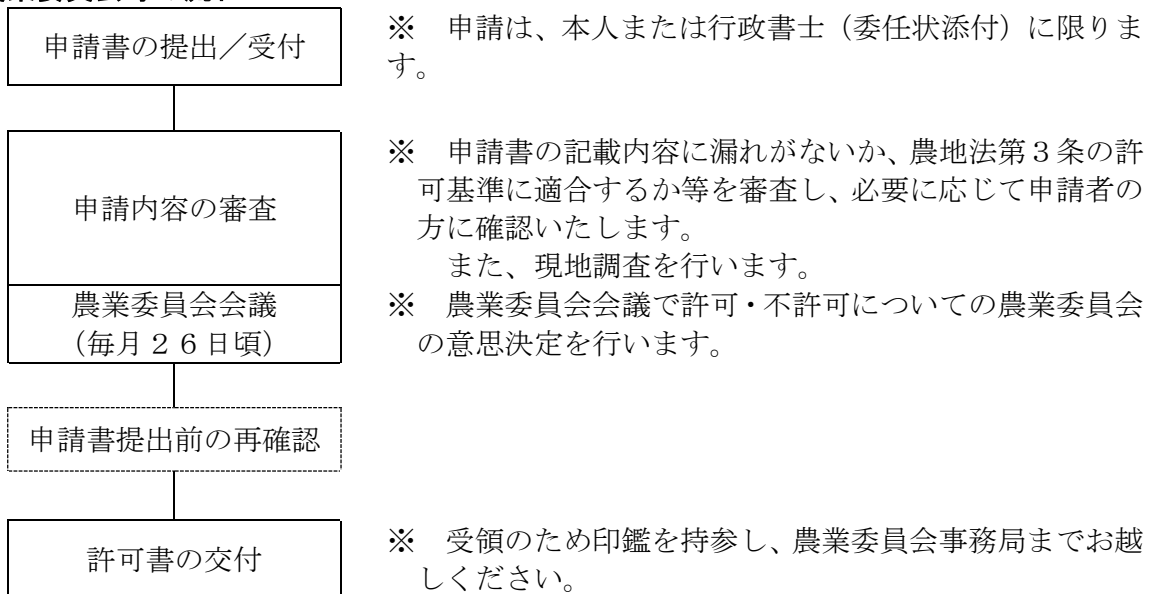 申請書の提出／受付
※　申請は、本人または行政書士（委任状添付）に限りま
す。
申請内容の審査
※　申請書の記載内容に漏れがないか、農地法第３条の許
可基準に適合するか等を審査し、必要に応じて申請者の
方に確認いたします。
また、現地調査を行います。
農業委員会会議
（毎月２６日頃）
※　農業委員会会議で許可・不許可についての農業委員会
の意思決定を行います。
申請書提出前の再確認
許可書の交付
※　受領のため印鑑を持参し、農業委員会事務局までお越
しください。